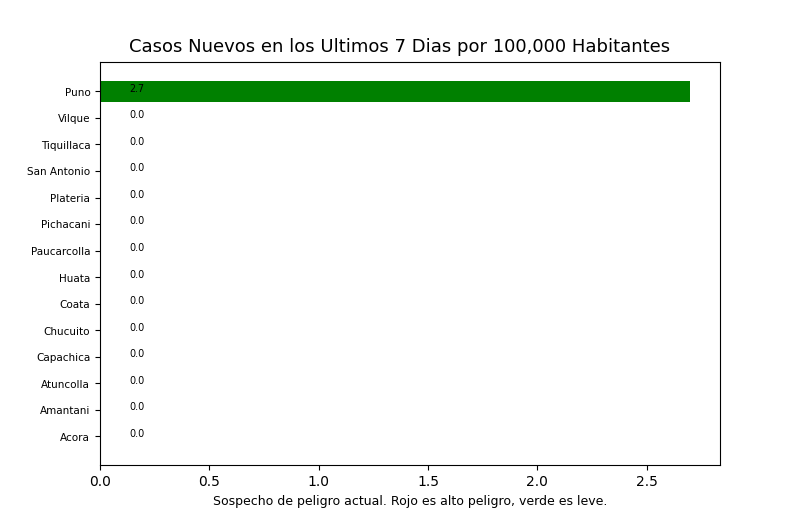 Casos Nuevos en los Ultimos 7 Dias por 100,000 Habitantes
Puno 2.7
Vilque 0.0
Tiquillaca 0.0
San Antonio 0.0
Plateria 0.0
Pichacani 0.0
Paucarcolla 0.0
Huata 0.0
Coata 0.0
Chucuito 0.0
Capachica 0.0
Atuncolla 0.0
Amantani 0.0
Acora 0.0
0.0 0.5 1.0 1.5 2.0 2.5
Sospecho de peligro actual. Rojo es alto peligro, verde es leve.